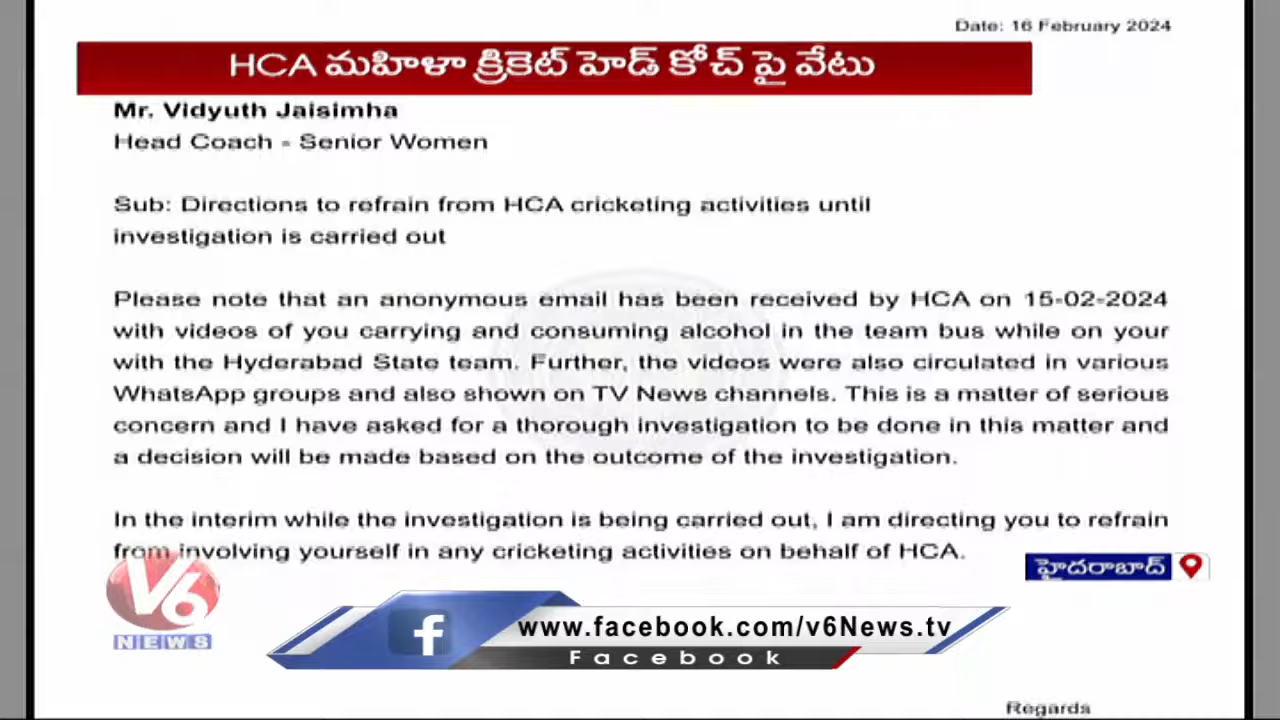 Date: 16 February 2024
HCA మహిళా క్రికెట్ హెడ్ కోచ్ పై వేటు
Mr. Vidyuth Jaisimha
Head Coach - Senior Women
Sub: Directions to refrain from HCA cricketing activities until
investigation is carried out
Please note that an anonymous email has been received by HCA on 15-02-2024
with videos of you carrying and consuming alcohol in the team bus while on your
with the Hyderabad State team. Further, the videos were also circulated in various
WhatsApp groups and also shown on TV News channels. This is a matter of serious
concern and I have asked for a thorough investigation to be done in this matter and
a decision will be made based on the outcome of the investigation.
In the interim while the investigation is being carried out, I am directing you to refrain
from involving yourself in any cricketing activities on behalf of HCA.
హైదరాబాద్
V6
NEWS
f
www.facebook.com/v6News.tv
Facebook
Regards